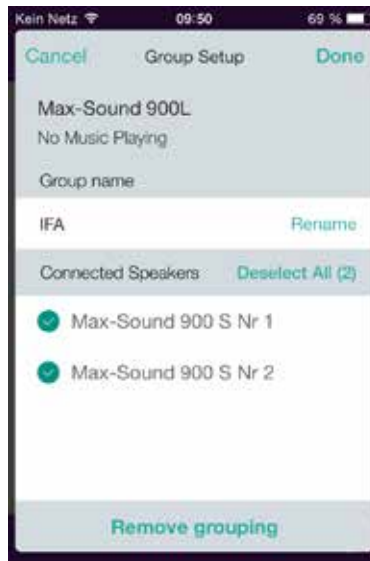 Kein Netz 09:50 69 %
Cancel Group Setup Done
Max-Sound 900L
No Music Playing
Group name
IFA Rename
Connected Speakers Deselect All (2)
Max-Sound 900 S Nr 1
Max-Sound 900 S Nr 2
Remove grouping